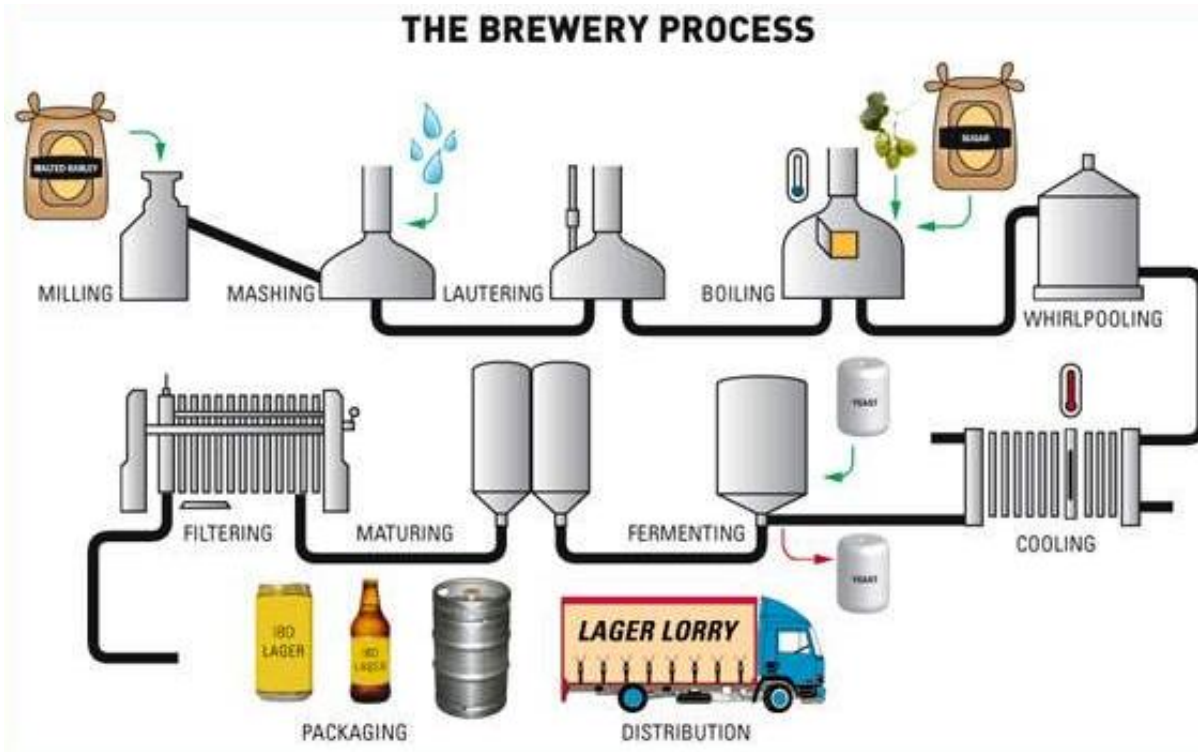 THE BREWERY PROCESS
MALTED BARLEY
SUGAR
MILLING
MASHING
LAUTERING
BOILING
WHIRLPOOLING
YEAST
FILTERING
MATURING
FERMENTING
COOLING
YEAST
IBD
LAGER
IBD
LAGER
LAGER LORRY
PACKAGING
DISTRIBUTION